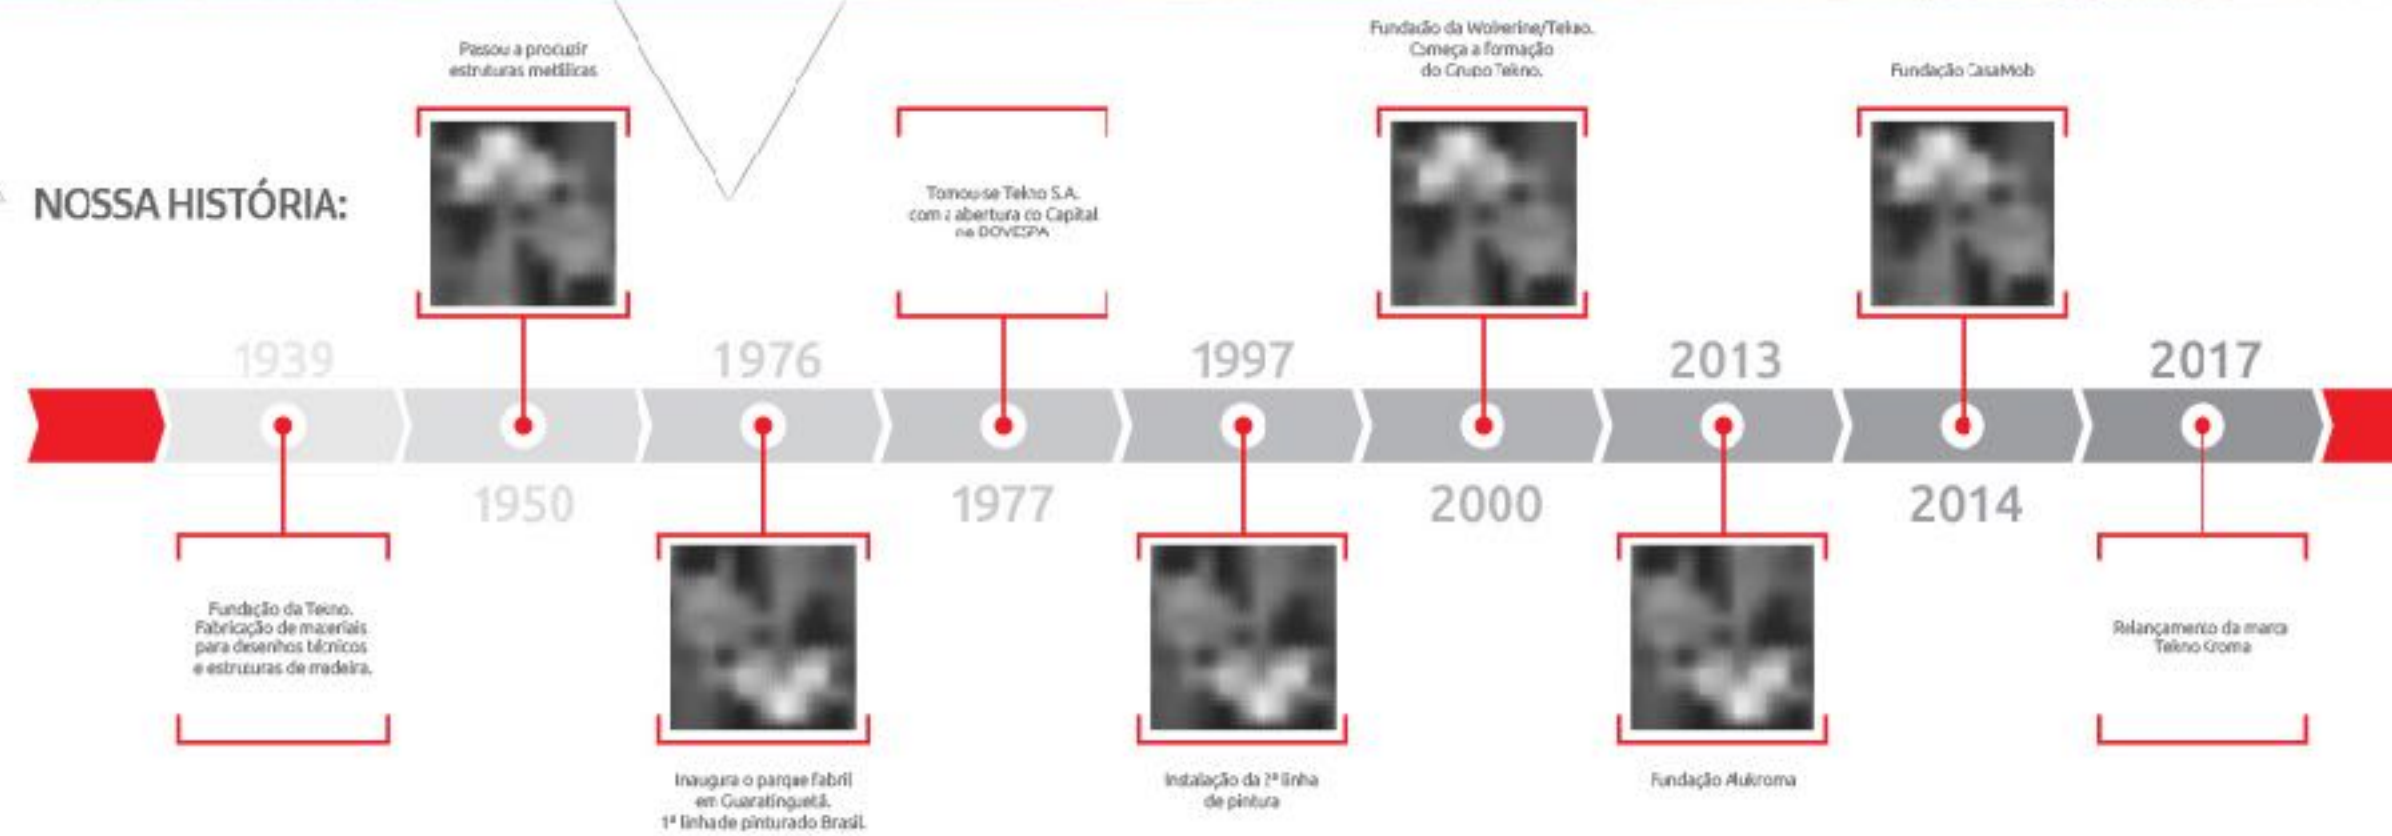 NOSSA HISTÓRIA:
1939
Fundação da Tekno.
Fabricação de materiais
para desenhos técnicos
e estruturas de madeira.
Passou a produzir
estruturas metálicas
1950
1976
Inaugura o parque fabril
em Guaratinguetá.
1ª linha de pintura do Brasil.
Tornou-se Tekno S.A.
com a abertura do Capital
na BOVESPA
1977
1997
Instalação da 2ª linha
de pintura
Fundação da Wolverine/Tekno.
Começa a formação
do Grupo Tekno.
2000
2013
Fundação Alukroma
Fundação CasaMob
2014
2017
Relançamento da marca
Tekno Kroma